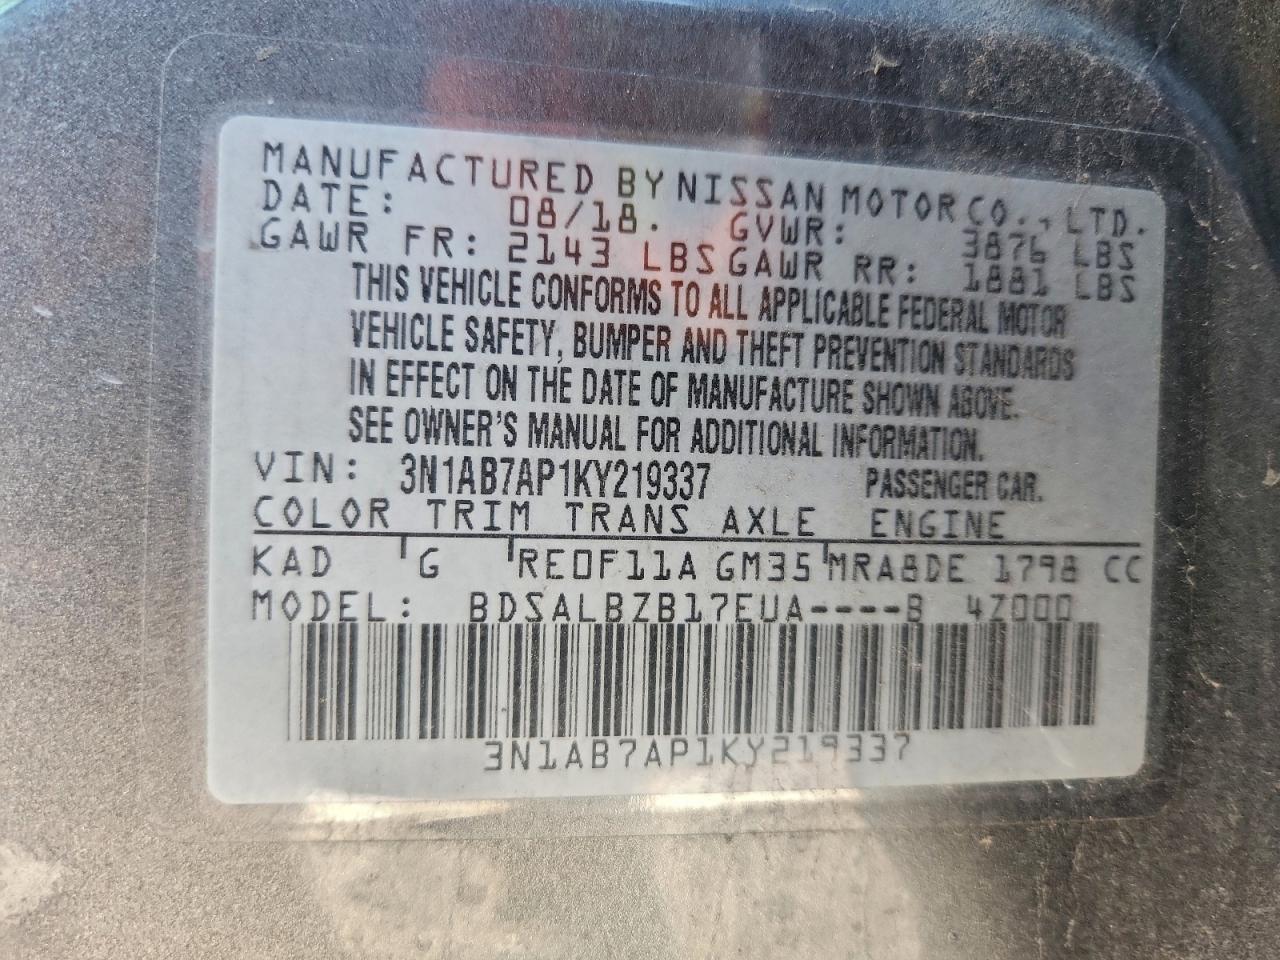 MANUFACTURED BY NISSAN MOTOR CO., LTD.
DATE: 08/18. GVWR: 3876 LBS
GAWR FR: 2143 LBS GAWR RR: 1881 LBS
THIS VEHICLE CONFORMS TO ALL APPLICABLE FEDERAL MOTOR
VEHICLE SAFETY, BUMPER AND THEFT PREVENTION STANDARDS
IN EFFECT ON THE DATE OF MANUFACTURE SHOWN ABOVE.
SEE OWNER'S MANUAL FOR ADDITIONAL INFORMATION.
VIN: 3N1AB7AP1KY219337 PASSENGER CAR.
COLOR TRIM TRANS AXLE ENGINE
KAD G RE0F11A GM35 MRA8DE 1798 CC
MODEL: BDSALBZB17EUA----B 4Z000
3N1AB7AP1KY219337